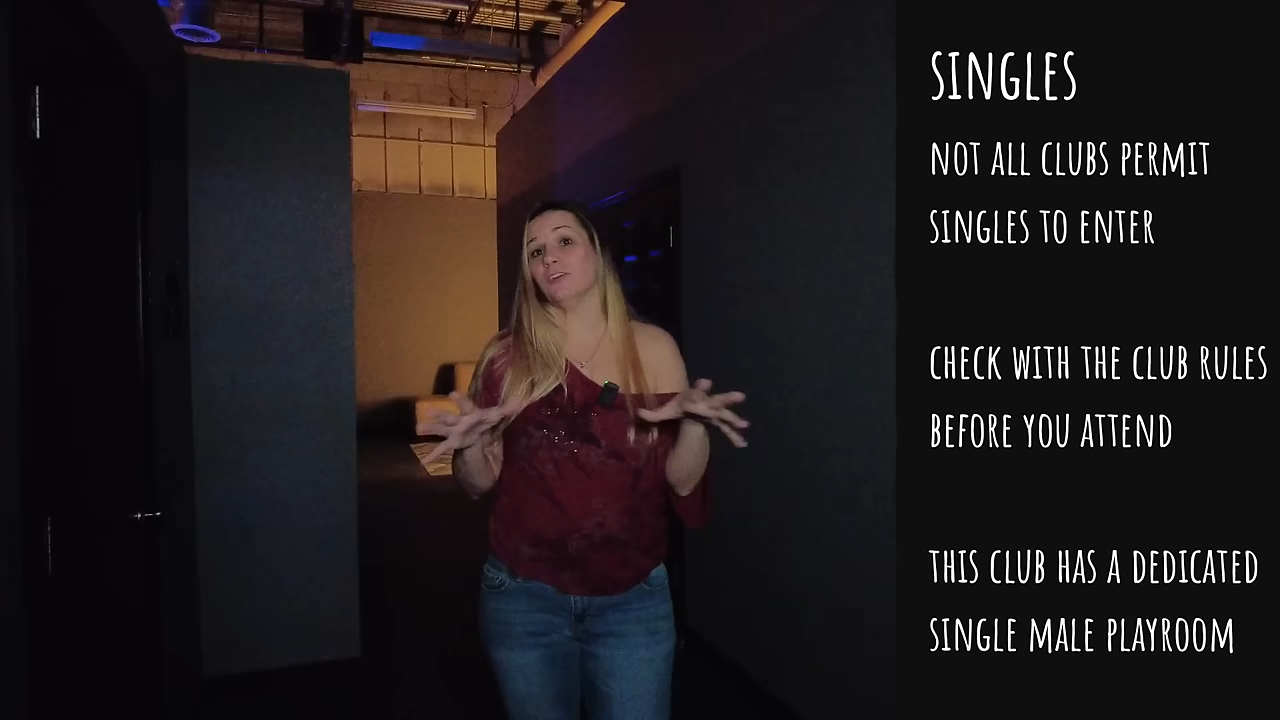 SINGLES
NOT ALL CLUBS PERMIT
SINGLES TO ENTER
CHECK WITH THE CLUB RULES
BEFORE YOU ATTEND
THIS CLUB HAS A DEDICATED
SINGLE MALE PLAYROOM